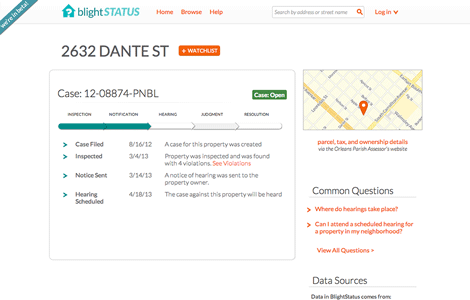 we're in beta!
blightSTATUS
Home Browse Help
Search by address or street name
Log in
2632 DANTE ST
+ WATCHLIST
Case: 12-08874-PNBL
Case: Open
INSPECTION NOTIFICATION HEARING JUDGMENT RESOLUTION
Case Filed 8/16/12 A case for this property was created
Inspected 3/4/13 Property was inspected and was found
with 4 violations. See Violations
Notice Sent 3/14/13 A notice of hearing was sent to the
property owner.
Hearing 4/18/13 The case against this property will heard
Scheduled
parcel, tax, and ownership details
via the Orleans Parish Assessor's website
Common Questions
Where do hearings take place?
Can I attend a scheduled hearing
for a property in my neighborhood?
View All Questions >
Data Sources
Data in BlightStatus comes from: